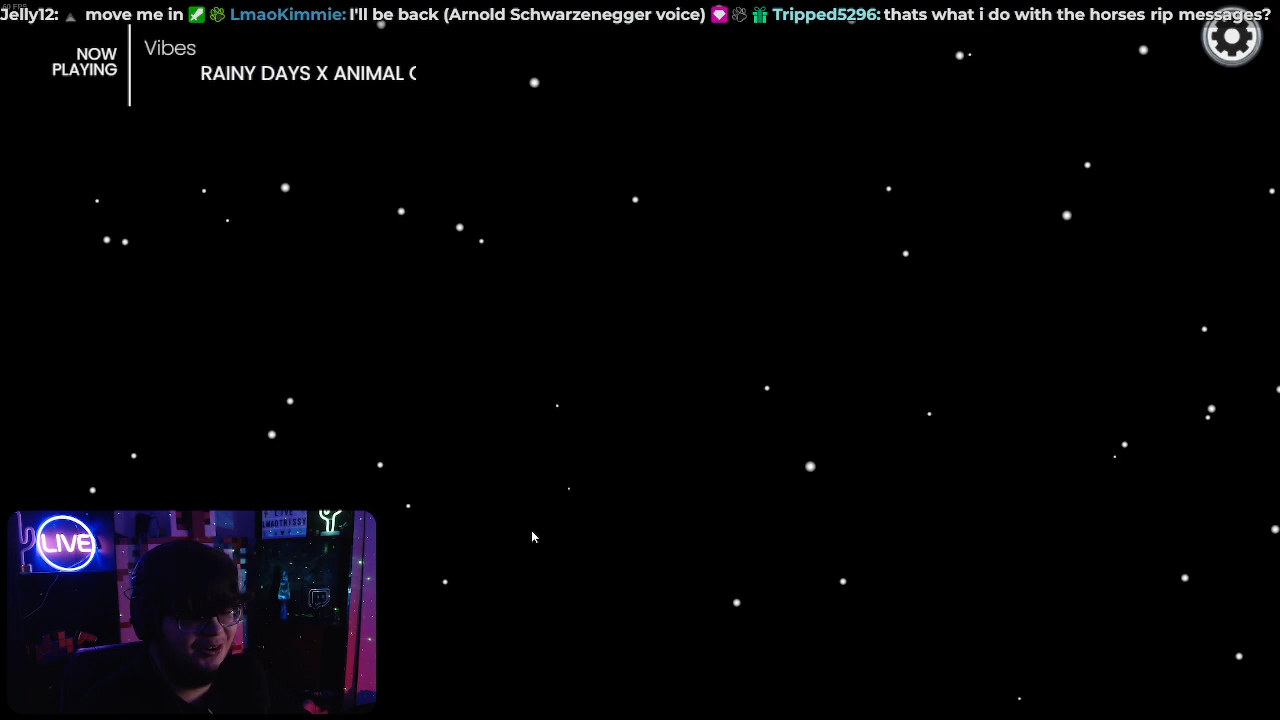 Jelly12: move me in LmaoKimmie: I'll be back (Arnold Schwarzenegger voice) Tripped5296: thats what i do with the horses rip messages?
NOW PLAYING
Vibes
RAINY DAYS X ANIMAL C
LIVE
LIVE